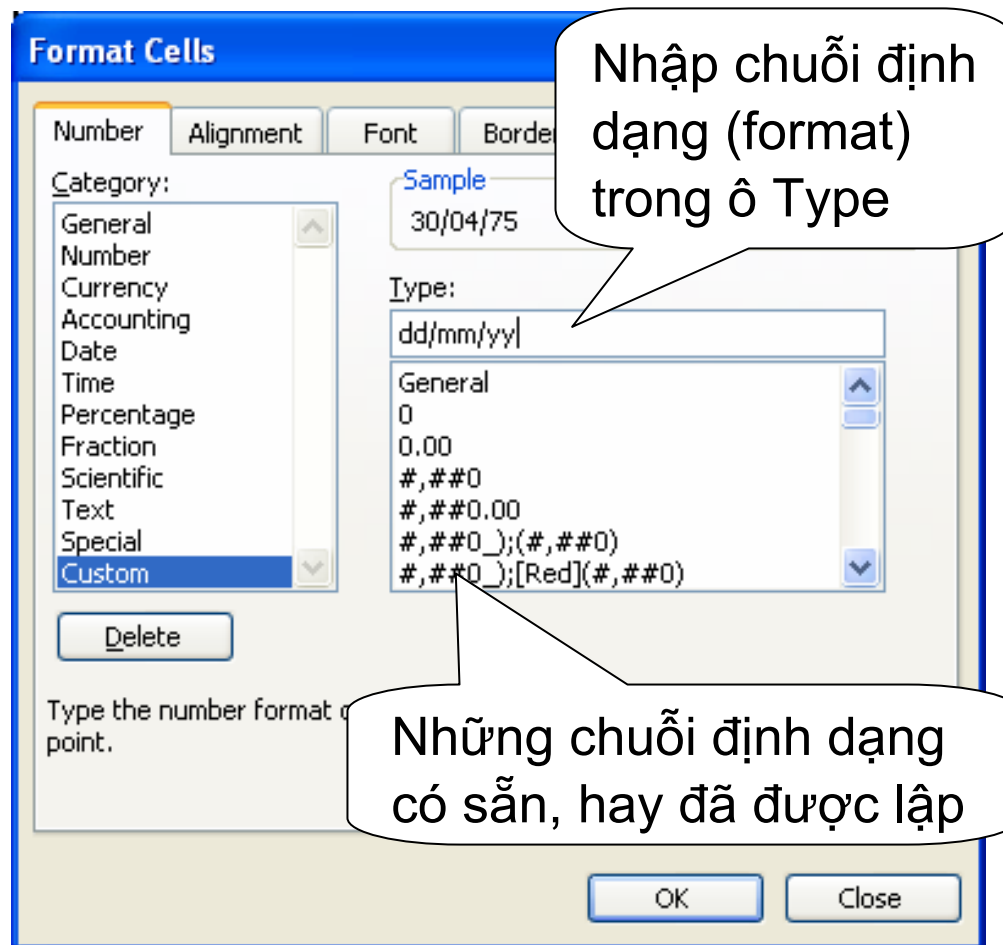 Format Cells
Nhập chuỗi định
dạng (format)
trong ô Type
Number
Alignment
Font
Border
Category:
General
Number
Currency
Accounting
Date
Time
Percentage
Fraction
Scientific
Text
Special
Custom
Delete
Sample
30/04/75
Type:
dd/mm/yy
General
0
0.00
#,##0
#,##0.00
#,##0_);(#,##0)
#,##0_);[Red](#,##0)
Type the number format
point.
Những chuỗi định dạng
có sẵn, hay đã được lập
OK
Close